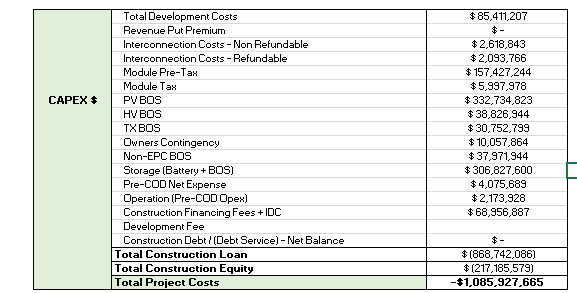 Total Development Costs $ 85,411,207
Revenue Put Premium $ -
Interconnection Costs - Non Refundable $ 2,618,843
Interconnection Costs - Refundable $ 2,093,766
Module Pre-Tax $ 157,427,244
Module Tax $ 5,997,978
CAPEX $ PV BOS $ 332,734,823
HV BOS $ 38,826,944
TX BOS $ 30,752,799
Owners Contingency $ 10,057,864
Non-EPC BOS $ 37,971,944
Storage (Battery + BOS) $ 306,827,600
Pre-COD Net Expense $ 4,075,689
Operation (Pre-COD Opex) $ 2,173,928
Construction Financing Fees + IDC $ 68,956,887
Development Fee
Construction Debt / (Debt Service) - Net Balance $ -
Total Construction Loan $ (868,742,086)
Total Construction Equity $ (217,185,579)
Total Project Costs -$1,085,927,665